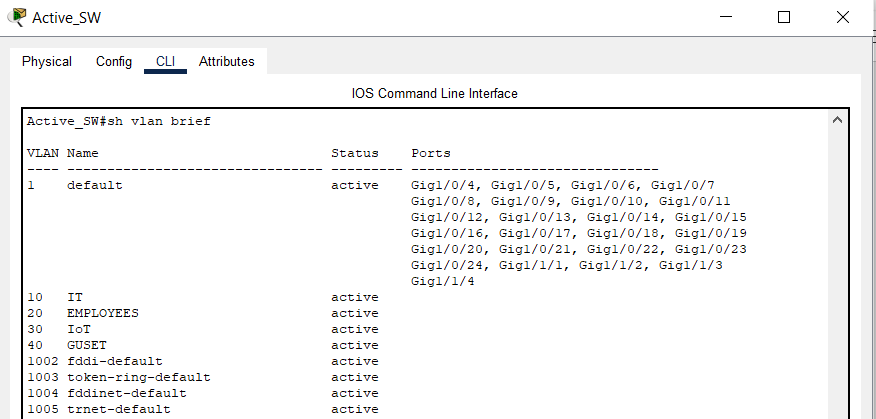 Active_SW
Physical Config CLI Attributes
IOS Command Line Interface
Active_SW#sh vlan brief
VLAN Name                             Status    Ports
---- -------------------------------- --------- -------------------------------
1    default                          active    Gig1/0/4, Gig1/0/5, Gig1/0/6, Gig1/0/7
                                                Gig1/0/8, Gig1/0/9, Gig1/0/10, Gig1/0/11
                                                Gig1/0/12, Gig1/0/13, Gig1/0/14, Gig1/0/15
                                                Gig1/0/16, Gig1/0/17, Gig1/0/18, Gig1/0/19
                                                Gig1/0/20, Gig1/0/21, Gig1/0/22, Gig1/0/23
                                                Gig1/0/24, Gig1/1/1, Gig1/1/2, Gig1/1/3
                                                Gig1/1/4
10   IT                               active
20   EMPLOYEES                        active
30   IoT                              active
40   GUSET                            active
1002 fddi-default                     active
1003 token-ring-default               active
1004 fddinet-default                  active
1005 trnet-default                    active